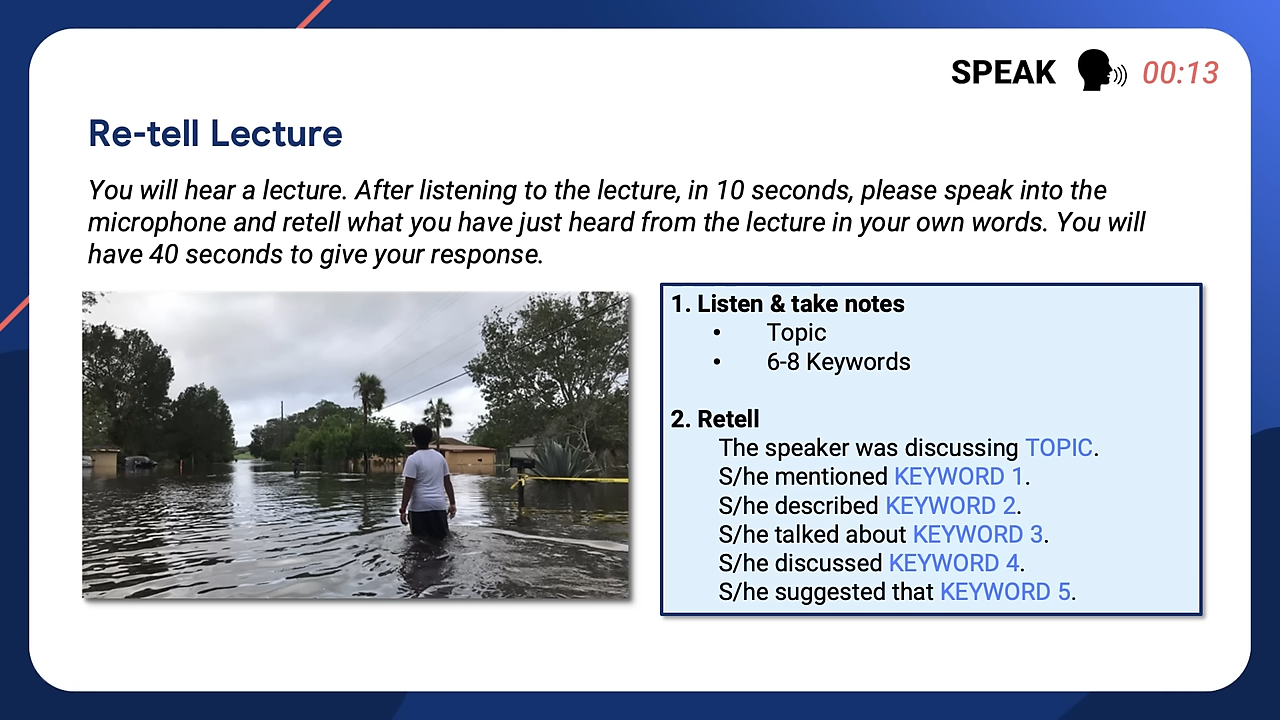 SPEAK 00:13
Re-tell Lecture
You will hear a lecture. After listening to the lecture, in 10 seconds, please speak into the
microphone and retell what you have just heard from the lecture in your own words. You will
have 40 seconds to give your response.
1. Listen & take notes
• Topic
• 6-8 Keywords
2. Retell
The speaker was discussing TOPIC.
S/he mentioned KEYWORD 1.
S/he described KEYWORD 2.
S/he talked about KEYWORD 3.
S/he discussed KEYWORD 4.
S/he suggested that KEYWORD 5.